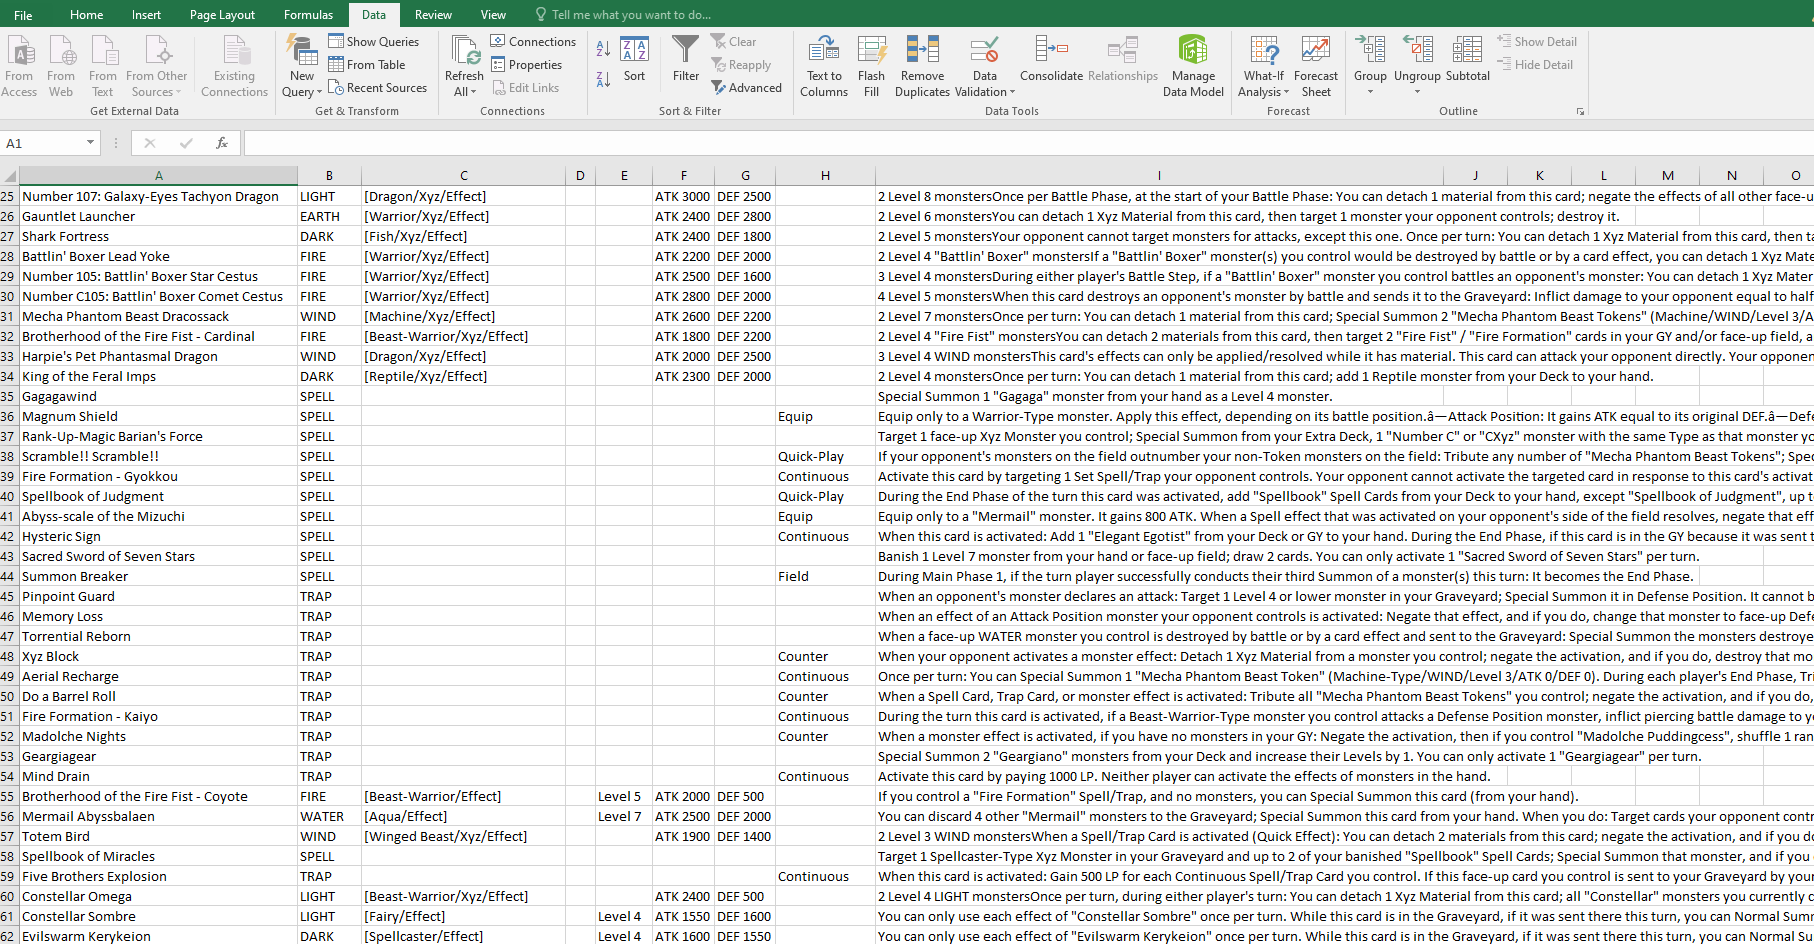 File Home Insert Page Layout Formulas Data Review View Tell me what you want to do...
From Access From Web From Text From Other Sources Existing Connections New Query Show Queries From Table Recent Sources Refresh All Connections Properties Edit Links Sort Filter Clear Reapply Advanced Text to Columns Flash Fill Remove Duplicates Data Validation Consolidate Relationships Manage Data Model What-If Analysis Forecast Sheet Group Ungroup Subtotal Show Detail Hide Detail
Get External Data Get & Transform Connections Sort & Filter Data Tools Forecast Outline
A1 fx
A B C D E F G H I J K L M N O
25 Number 107: Galaxy-Eyes Tachyon Dragon LIGHT [Dragon/Xyz/Effect] ATK 3000 DEF 2500 2 Level 8 monstersOnce per Battle Phase, at the start of your Battle Phase: You can detach 1 material from this card; negate the effects of all other face-u
26 Gauntlet Launcher EARTH [Warrior/Xyz/Effect] ATK 2400 DEF 2800 2 Level 6 monstersYou can detach 1 Xyz Material from this card, then target 1 monster your opponent controls; destroy it.
27 Shark Fortress DARK [Fish/Xyz/Effect] ATK 2400 DEF 1800 2 Level 5 monstersYour opponent cannot target monsters for attacks, except this one. Once per turn: You can detach 1 Xyz Material from this card, then ta
28 Battlin' Boxer Lead Yoke FIRE [Warrior/Xyz/Effect] ATK 2200 DEF 2000 2 Level 4 "Battlin' Boxer" monstersIf a "Battlin' Boxer" monster(s) you control would be destroyed by battle or by a card effect, you can detach 1 Xyz Mate
29 Number 105: Battlin' Boxer Star Cestus FIRE [Warrior/Xyz/Effect] ATK 2500 DEF 1600 3 Level 4 monstersDuring either player's Battle Step, if a "Battlin' Boxer" monster you control battles an opponent's monster: You can detach 1 Xyz Mater
30 Number C105: Battlin' Boxer Comet Cestus FIRE [Warrior/Xyz/Effect] ATK 2800 DEF 2000 4 Level 5 monstersWhen this card destroys an opponent's monster by battle and sends it to the Graveyard: Inflict damage to your opponent equal to half
31 Mecha Phantom Beast Dracossack WIND [Machine/Xyz/Effect] ATK 2600 DEF 2200 2 Level 7 monstersOnce per turn: You can detach 1 material from this card; Special Summon 2 "Mecha Phantom Beast Tokens" (Machine/WIND/Level 3/A
32 Brotherhood of the Fire Fist - Cardinal FIRE [Beast-Warrior/Xyz/Effect] ATK 1800 DEF 2200 2 Level 4 "Fire Fist" monstersYou can detach 2 materials from this card, then target 2 "Fire Fist" / "Fire Formation" cards in your GY and/or face-up field, a
33 Harpie's Pet Phantasmal Dragon WIND [Dragon/Xyz/Effect] ATK 2000 DEF 2500 3 Level 4 WIND monstersThis card's effects can only be applied/resolved while it has material. This card can attack your opponent directly. Your opponen
34 King of the Feral Imps DARK [Reptile/Xyz/Effect] ATK 2300 DEF 2000 2 Level 4 monstersOnce per turn: You can detach 1 material from this card; add 1 Reptile monster from your Deck to your hand.
35 Gagagawind SPELL Special Summon 1 "Gagaga" monster from your hand as a Level 4 monster.
36 Magnum Shield SPELL Equip Equip only to a Warrior-Type monster. Apply this effect, depending on its battle position.â—Attack Position: It gains ATK equal to its original DEF.â—Defe
37 Rank-Up-Magic Barian's Force SPELL Target 1 face-up Xyz Monster you control; Special Summon from your Extra Deck, 1 "Number C" or "CXyz" monster with the same Type as that monster yo
38 Scramble!! Scramble!! SPELL Quick-Play If your opponent's monsters on the field outnumber your non-Token monsters on the field: Tribute any number of "Mecha Phantom Beast Tokens"; Spec
39 Fire Formation - Gyokkou SPELL Continuous Activate this card by targeting 1 Set Spell/Trap your opponent controls. Your opponent cannot activate the targeted card in response to this card's activat
40 Spellbook of Judgment SPELL Quick-Play During the End Phase of the turn this card was activated, add "Spellbook" Spell Cards from your Deck to your hand, except "Spellbook of Judgment", up t
41 Abyss-scale of the Mizuchi SPELL Equip Equip only to a "Mermail" monster. It gains 800 ATK. When a Spell effect that was activated on your opponent's side of the field resolves, negate that eff
42 Hysteric Sign SPELL Continuous When this card is activated: Add 1 "Elegant Egotist" from your Deck or GY to your hand. During the End Phase, if this card is in the GY because it was sent t
43 Sacred Sword of Seven Stars SPELL Banish 1 Level 7 monster from your hand or face-up field; draw 2 cards. You can only activate 1 "Sacred Sword of Seven Stars" per turn.
44 Summon Breaker SPELL Field During Main Phase 1, if the turn player successfully conducts their third Summon of a monster(s) this turn: It becomes the End Phase.
45 Pinpoint Guard TRAP When an opponent's monster declares an attack: Target 1 Level 4 or lower monster in your Graveyard; Special Summon it in Defense Position. It cannot b
46 Memory Loss TRAP When an effect of an Attack Position monster your opponent controls is activated: Negate that effect, and if you do, change that monster to face-up Defe
47 Torrential Reborn TRAP When a face-up WATER monster you control is destroyed by battle or by a card effect and sent to the Graveyard: Special Summon the monsters destroye
48 Xyz Block TRAP Counter When your opponent activates a monster effect: Detach 1 Xyz Material from a monster you control; negate the activation, and if you do, destroy that mo
49 Aerial Recharge TRAP Continuous Once per turn: You can Special Summon 1 "Mecha Phantom Beast Token" (Machine-Type/WIND/Level 3/ATK 0/DEF 0). During each player's End Phase, Tri
50 Do a Barrel Roll TRAP Counter When a Spell Card, Trap Card, or monster effect is activated: Tribute all "Mecha Phantom Beast Tokens" you control; negate the activation, and if you do,
51 Fire Formation - Kaiyo TRAP Continuous During the turn this card is activated, if a Beast-Warrior-Type monster you control attacks a Defense Position monster, inflict piercing battle damage to yo
52 Madolche Nights TRAP Counter When a monster effect is activated, if you have no monsters in your GY: Negate the activation, then if you control "Madolche Puddingcess", shuffle 1 ran
53 Geargiagear TRAP Special Summon 2 "Geargiano" monsters from your Deck and increase their Levels by 1. You can only activate 1 "Geargiagear" per turn.
54 Mind Drain TRAP Continuous Activate this card by paying 1000 LP. Neither player can activate the effects of monsters in the hand.
55 Brotherhood of the Fire Fist - Coyote FIRE [Beast-Warrior/Effect] Level 5 ATK 2000 DEF 500 If you control a "Fire Formation" Spell/Trap, and no monsters, you can Special Summon this card (from your hand).
56 Mermail Abyssbalaen WATER [Aqua/Effect] Level 7 ATK 2500 DEF 2000 You can discard 4 other "Mermail" monsters to the Graveyard; Special Summon this card from your hand. When you do: Target cards your opponent contr
57 Totem Bird WIND [Winged Beast/Xyz/Effect] ATK 1900 DEF 1400 2 Level 3 WIND monstersWhen a Spell/Trap Card is activated (Quick Effect): You can detach 2 materials from this card; negate the activation, and if you do
58 Spellbook of Miracles SPELL Target 1 Spellcaster-Type Xyz Monster in your Graveyard and up to 2 of your banished "Spellbook" Spell Cards; Special Summon that monster, and if you
59 Five Brothers Explosion TRAP Continuous When this card is activated: Gain 500 LP for each Continuous Spell/Trap Card you control. If this face-up card you control is sent to your Graveyard by your
60 Constellar Omega LIGHT [Beast-Warrior/Xyz/Effect] ATK 2400 DEF 500 2 Level 4 LIGHT monstersOnce per turn, during either player's turn: You can detach 1 Xyz Material from this card; all "Constellar" monsters you currently c
61 Constellar Sombre LIGHT [Fairy/Effect] Level 4 ATK 1550 DEF 1600 You can only use each effect of "Constellar Sombre" once per turn. While this card is in the Graveyard, if it was sent there this turn, you can Normal Sum
62 Evilswarm Kerykeion DARK [Spellcaster/Effect] Level 4 ATK 1600 DEF 1550 You can only use each effect of "Evilswarm Kerykeion" once per turn. While this card is in the Graveyard, if it was sent there this turn, you can Normal Su